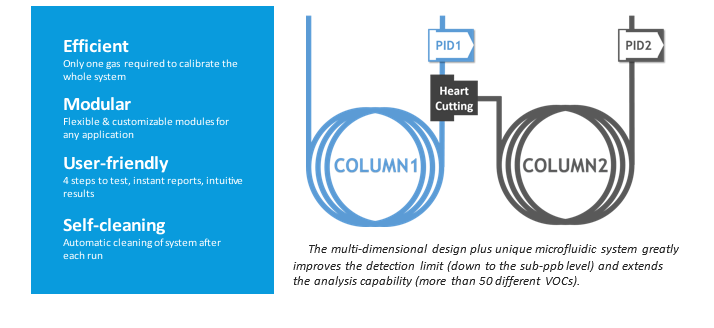 Efficient
Only one gas required to calibrate the
whole system
Modular
Flexible & customizable modules for
any application
User-friendly
4 steps to test, instant reports, intuitive
results
Self-cleaning
Automatic cleaning of system after
each run
PID1
PID2
Heart
Cutting
COLUMN1
COLUMN2
The multi-dimensional design plus unique microfluidic system greatly
improves the detection limit (down to the sub-ppb level) and extends
the analysis capability (more than 50 different VOCs).